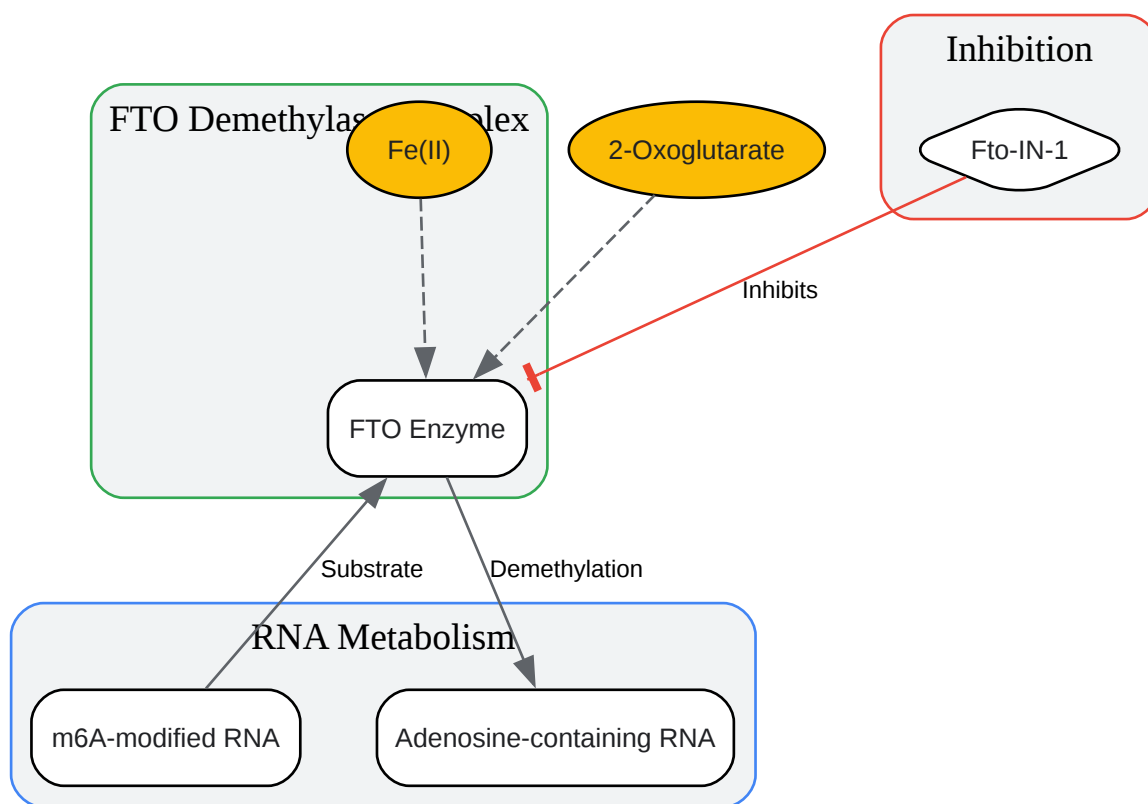 Inhibition
FTO Demethylas plex
Fe(II)
2-Oxoglutarate
Fto-IN-1
Inhibits
FTO Enzyme
Substrate
Demethylation
RNA Metabolism
m6A-modified RNA
Adenosine-containing RNA